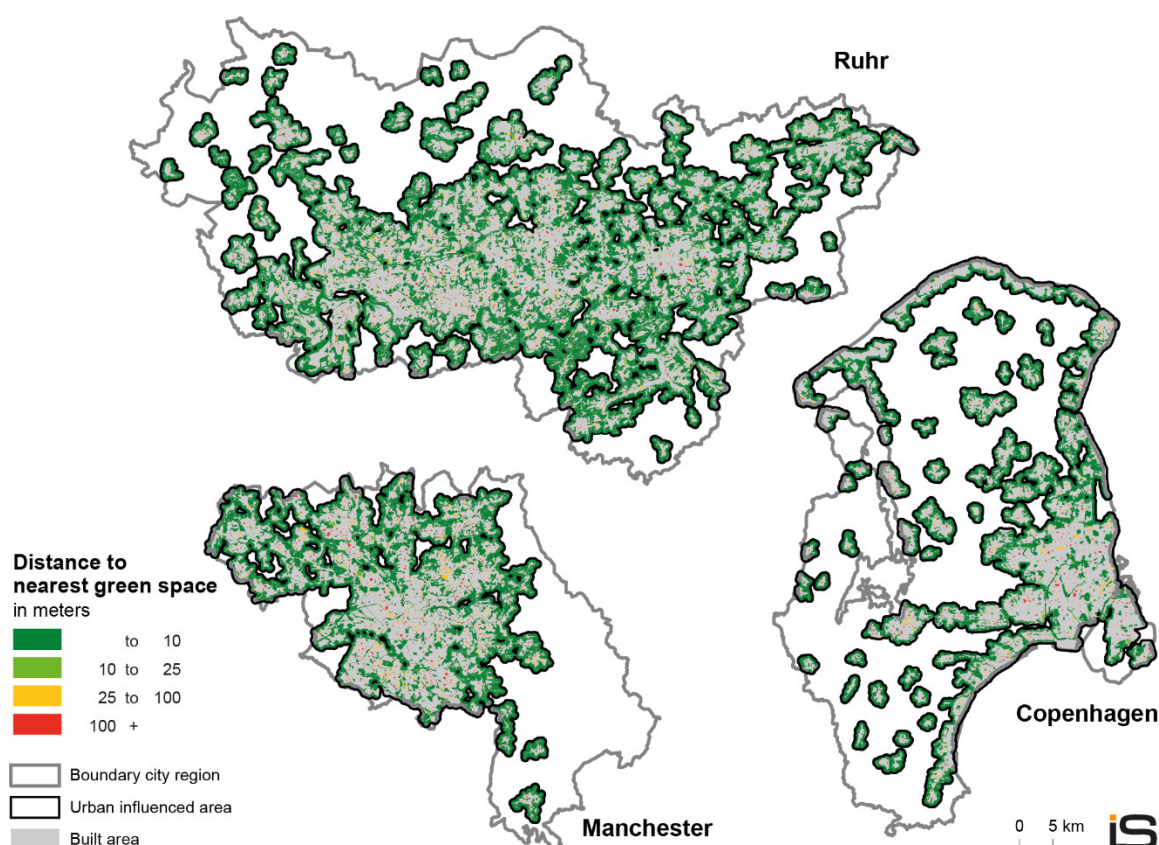 Ruhr
Distance to
nearest green space
in meters
to 10
10 to 25
25 to 100
100 +
Boundary city region
Urban influenced area
Built area
Manchester
Copenhagen
0 5 km
iS